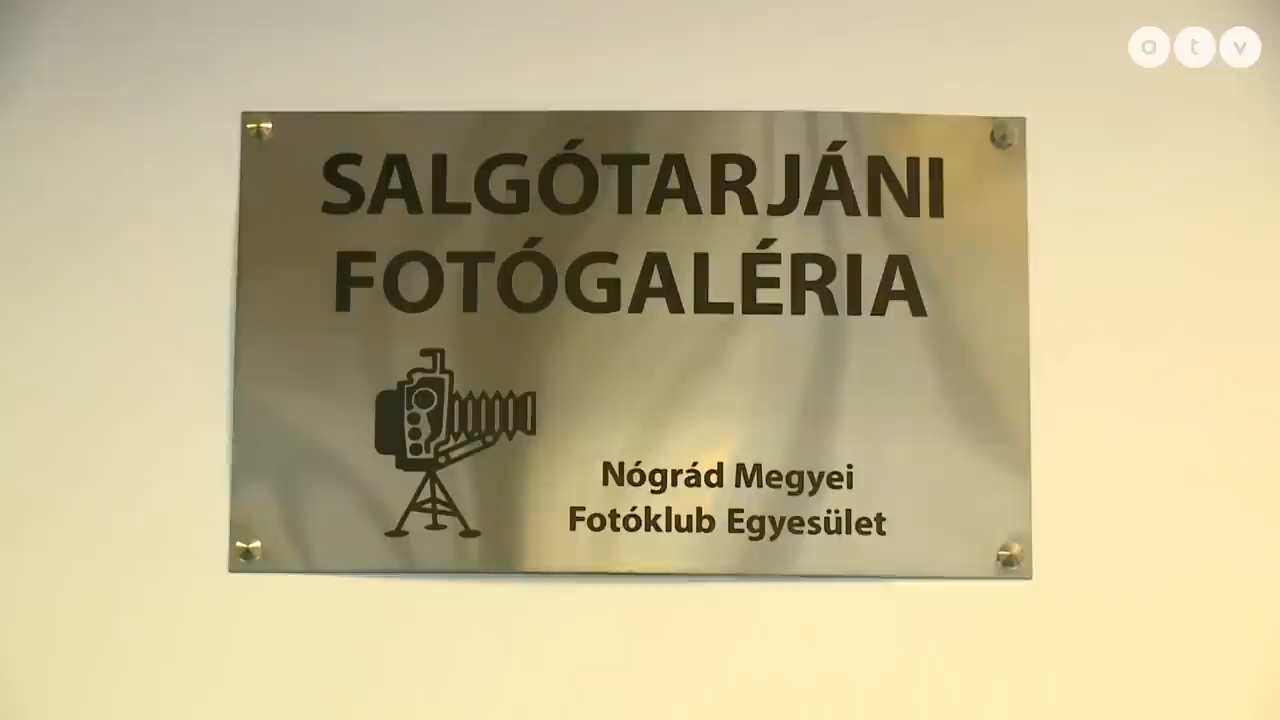 atv
SALGÓTARJÁNI
FOTÓGALÉRIA
Nógrád Megyei
Fotóklub Egyesület